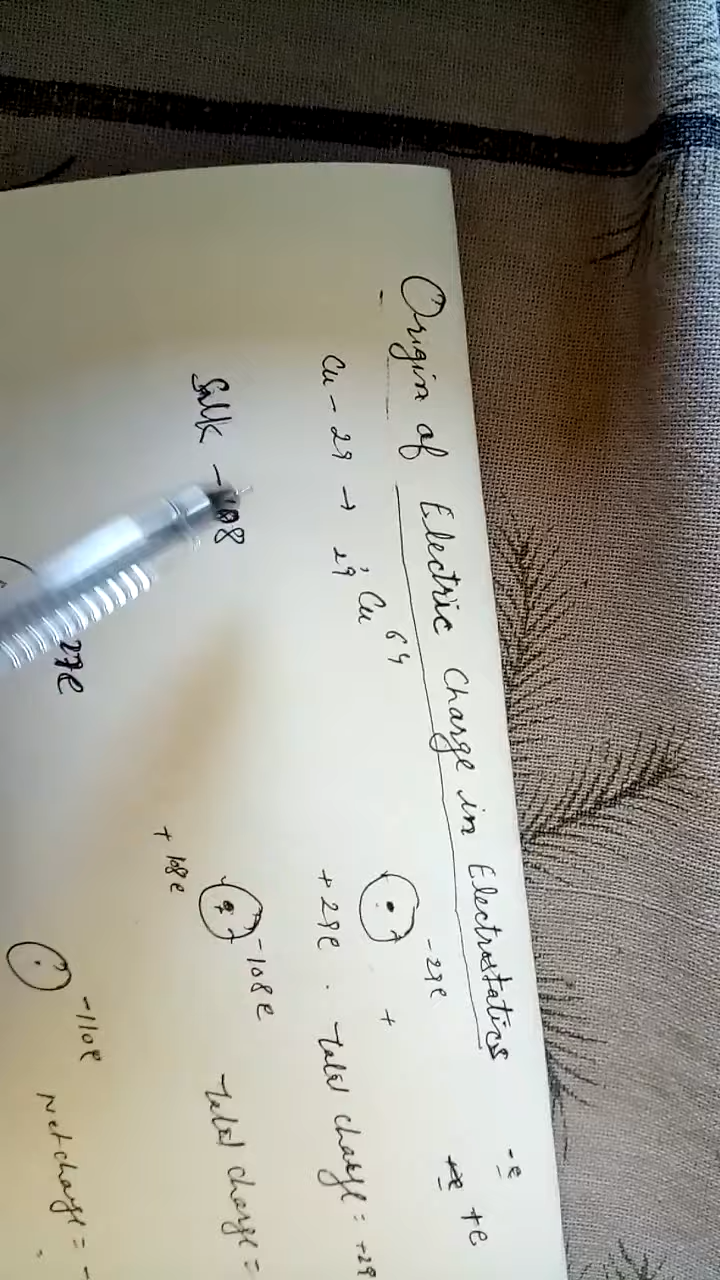 Origin of Electric Charge in Electrostatics
-e
+e +e
Cu - 29 → 29 Cu 64
-29e
+
+29e . Total charge = +29
Silk - 108
-108e
+108e
Total charge =
27e
-110e
Net charge = -